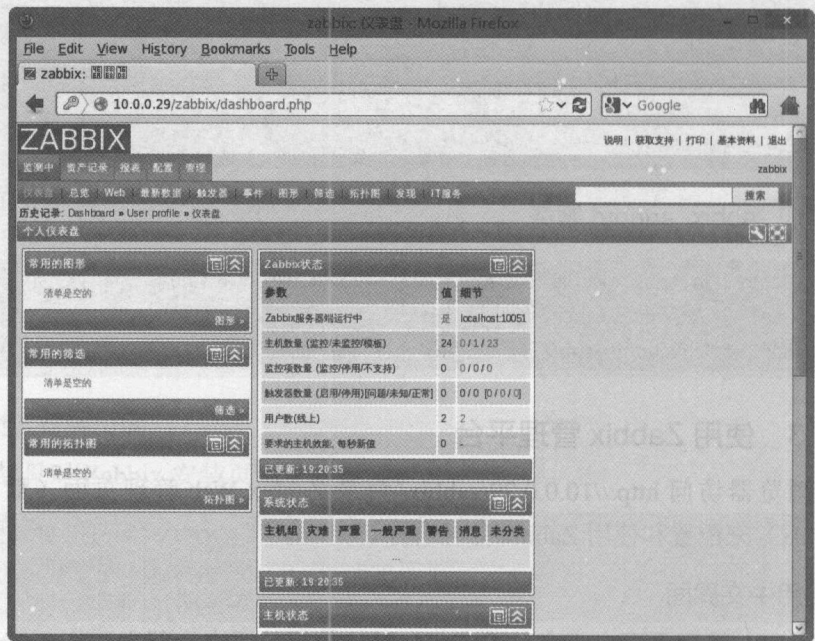 zabbix: 仪表盘 - Mozilla Firefox
File Edit View History Bookmarks Tools Help
zabbix:
10.0.0.29/zabbix/dashboard.php
Google
ZABBIX
说明 | 获取支持 | 打印 | 基本资料 | 退出
监测中 资产记录 报表 配置 管理
zabbix
仪表盘 | 总览 | Web | 最新数据 | 触发器 | 事件 | 图形 | 筛选 | 拓扑图 | 发现 | IT服务
搜索
历史记录: Dashboard » User profile » 仪表盘
个人仪表盘
常用的图形
清单是空的
图形 »
常用的筛选
清单是空的
筛选 »
常用的拓扑图
清单是空的
拓扑图 »
Zabbix状态
参数 值 细节
Zabbix服务器端运行中 是 localhost:10051
主机数量 (监控/未监控/模板) 24 0 / 1 / 23
监控项数量 (监控/停用/不支持) 0 0 / 0 / 0
触发器数量 (启用/停用)[问题/未知/正常] 0 0 / 0 [0 / 0 / 0]
用户数(线上) 2 2
要求的主机效能, 每秒新值 0
已更新: 19:20:35
系统状态
主机组 灾难 严重 一般严重 警告 消息 未分类
...
已更新: 19:20:35
主机状态
使用 Zabbix 管理平台